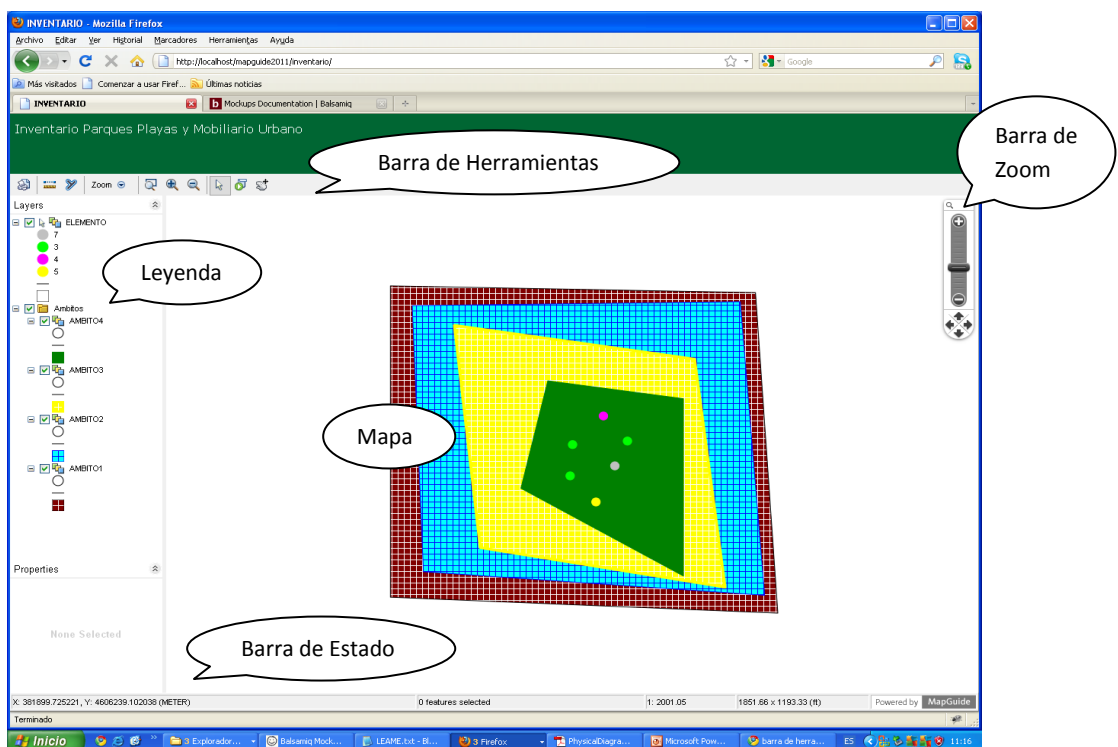 INVENTARIO - Mozilla Firefox
Archivo Editar Ver Historial Marcadores Herramientas Ayuda
http://localhost/mapguide2011/inventario/
Google
Más visitados Comenzar a usar Firef... Últimas noticias
INVENTARIO
Mockups Documentation | Balsamiq
Inventario Parques Playas y Mobiliario Urbano
Barra de Herramientas
Barra de
Zoom
Zoom
Layers
ELEMENTO
7
3
4
5
Leyenda
Ambitos
AMBITO4
AMBITO3
AMBITO2
AMBITO1
Mapa
Properties
None Selected
Barra de Estado
X: 381899.725221, Y: 4606239.102038 (METER)
0 features selected
1: 2001.05
1851.66 x 1193.33 (ft)
Powered by MapGuide
Terminado
Inicio
3 Explorador...
Balsamiq Mock...
LEAME.txt - Bl...
3 Firefox
PhysicalDiagra...
Microsoft Pow...
barra de herra...
ES
11:16